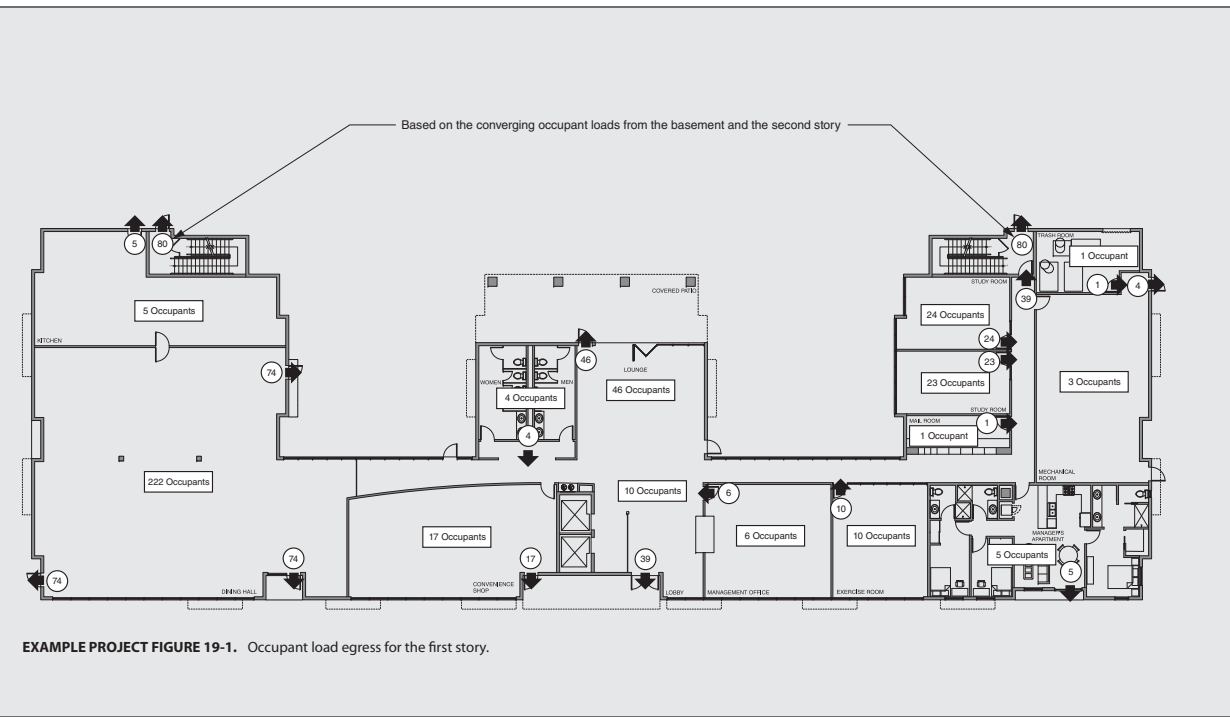 Based on the converging occupant loads from the basement and the second story
5
80
80
TRASH ROOM
1 Occupant
1
4
STUDY ROOM
39
COVERED PATIO
5 Occupants
24 Occupants
KITCHEN
24
46
LOUNGE
23
74
WOMEN
MEN
46 Occupants
23 Occupants
3 Occupants
4 Occupants
STUDY ROOM
MAIL ROOM
1
4
1 Occupant
MECHANICAL
ROOM
222 Occupants
10 Occupants
6
10
17 Occupants
6 Occupants
10 Occupants
MANAGER'S
APARTMENT
5 Occupants
74
74
17
39
5
CONVENIENCE
SHOP
DINING HALL
LOBBY
MANAGEMENT OFFICE
EXERCISE ROOM
EXAMPLE PROJECT FIGURE 19-1. Occupant load egress for the first story.